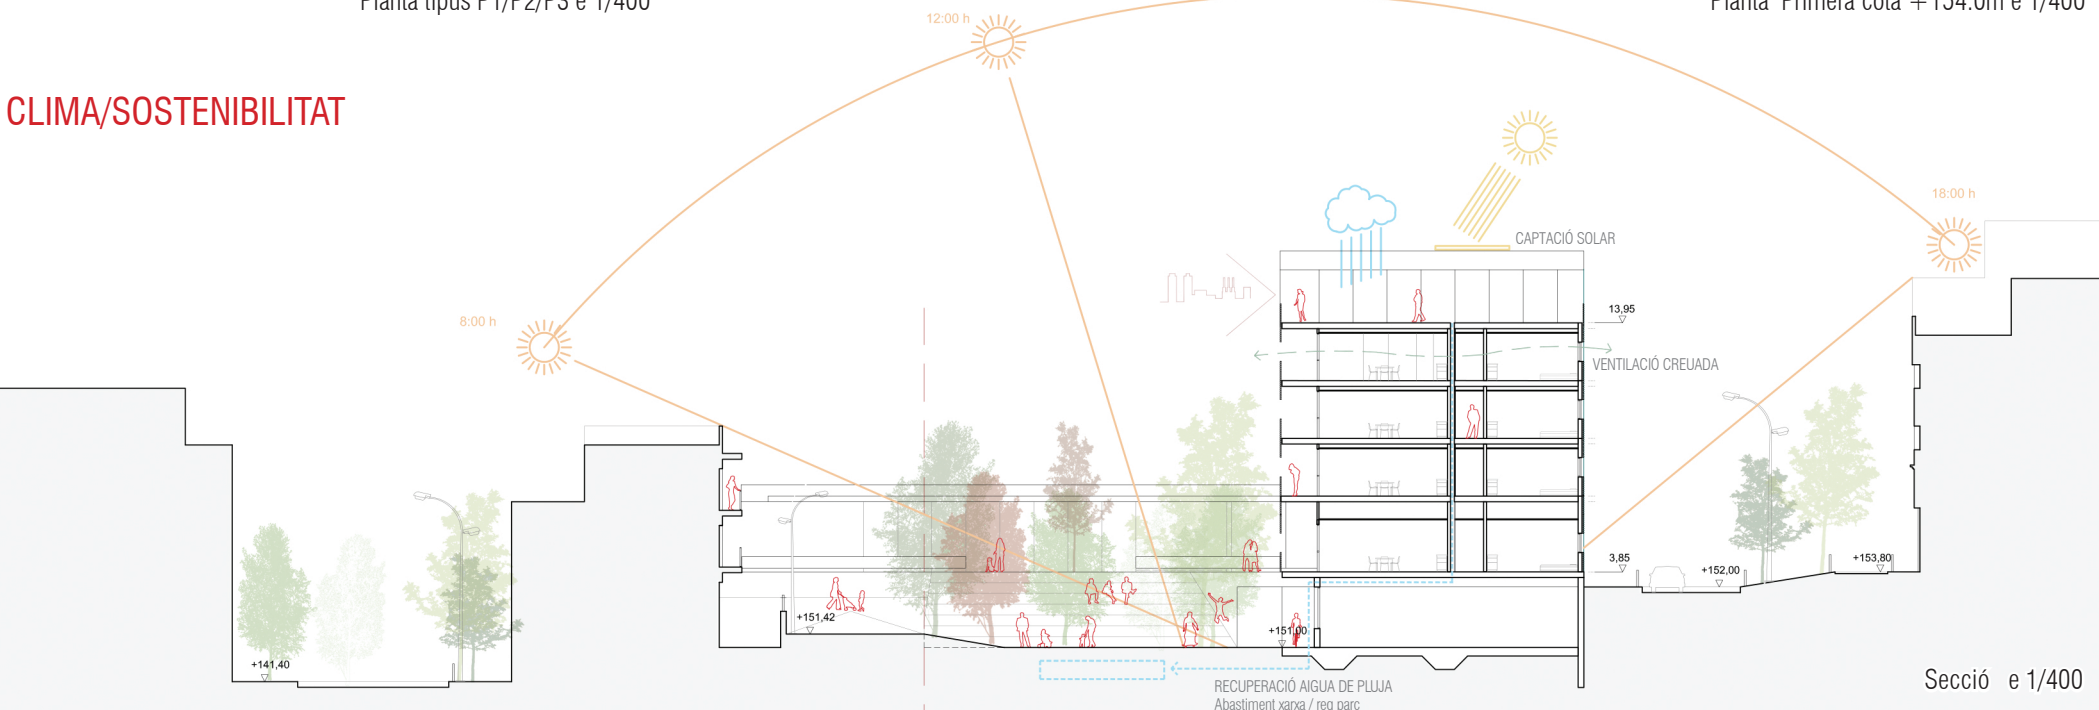 Planta tipus P1/P2/P3 e 1/400
Planta Primera cota +154.0m e 1/400
12:00 h
CLIMA/SOSTENIBILITAT
18:00 h
CAPTACIÓ SOLAR
13,95
8:00 h
VENTILACIÓ CREUADA
3,85
+153,80
+152,00
+151,42
+151,00
+141,40
RECUPERACIÓ AIGUA DE PLUJA
Abastiment xarxa / reg parc
Secció e 1/400